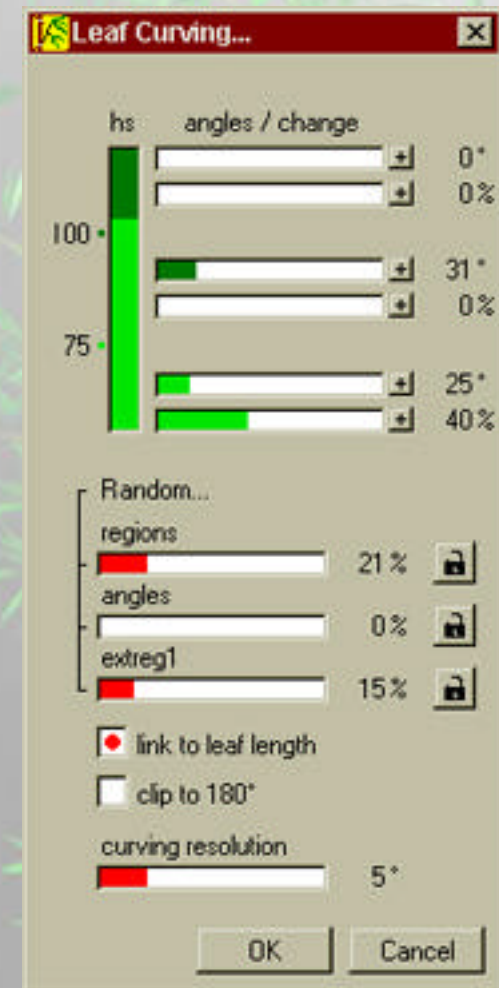 Leaf Curving...
hs angles / change
+ 0°
+ 0%
100
+ 31°
+ 0%
75
+ 25°
+ 40%
Random...
regions
21%
angles
0%
extreg1
15%
link to leaf length
clip to 180°
curving resolution
5°
OK Cancel